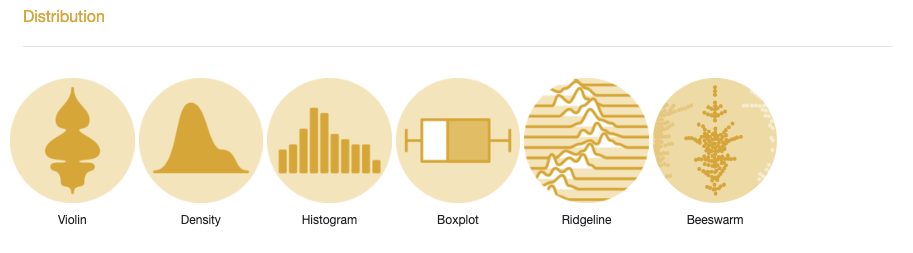 Distribution
Violin
Density
Histogram
Boxplot
Ridgeline
Beeswarm